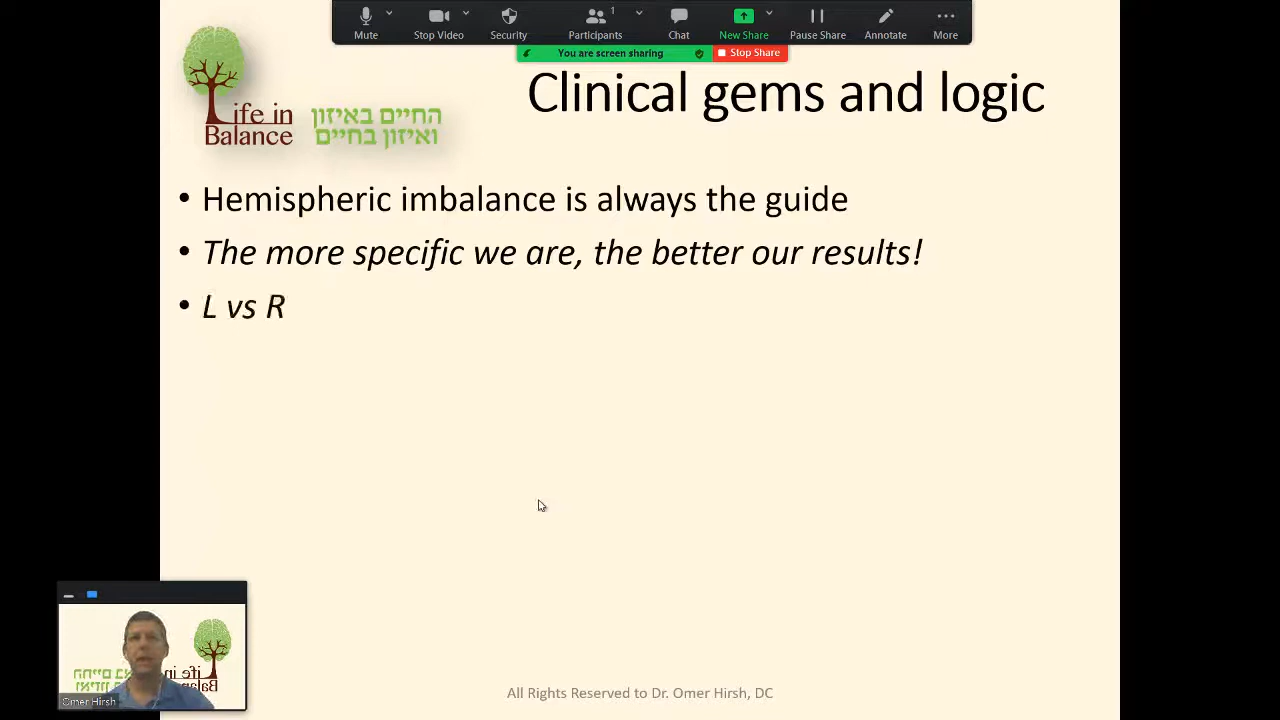 Mute
Stop Video
Security
1
Participants
Chat
New Share
Pause Share
Annotate
More
You are screen sharing
Stop Share
Life in
Balance
החיים באיזון
ואיזון בחיים
Clinical gems and logic
• Hemispheric imbalance is always the guide
• The more specific we are, the better our results!
• L vs R
Omer Hirsh
All Rights Reserved to Dr. Omer Hirsh, DC